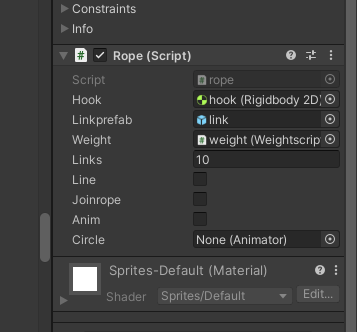 Constraints
Info
Rope (Script)
Script rope
Hook hook (Rigidbody 2D)
Linkprefab link
Weight weight (Weightscrip
Links 10
Line
Joinrope
Anim
Circle None (Animator)
Sprites-Default (Material)
Shader Sprites/Default Edit...